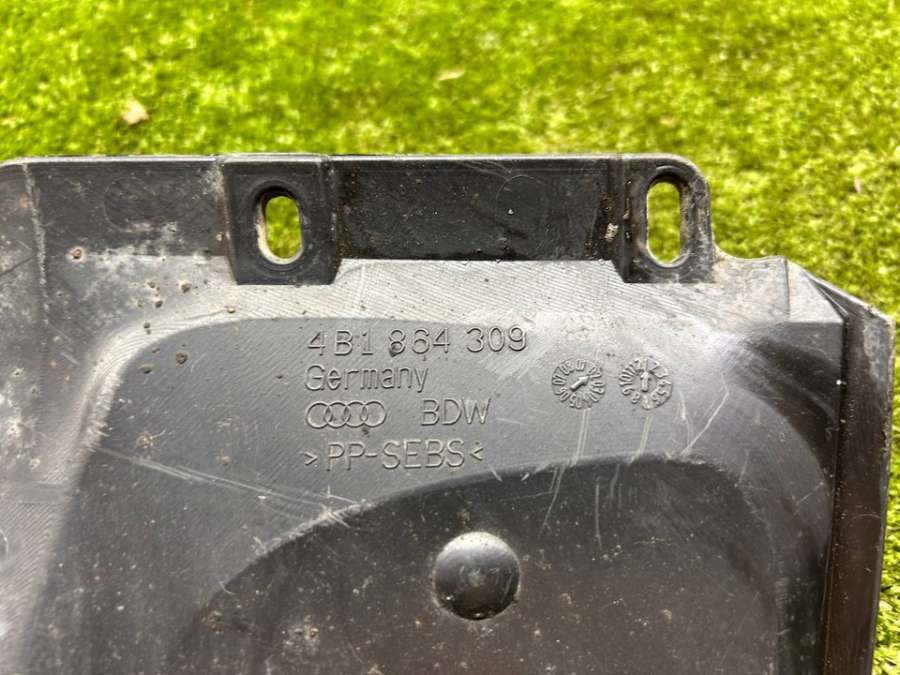 4B1 864 309
Germany
BDW
>PP-SEBS<